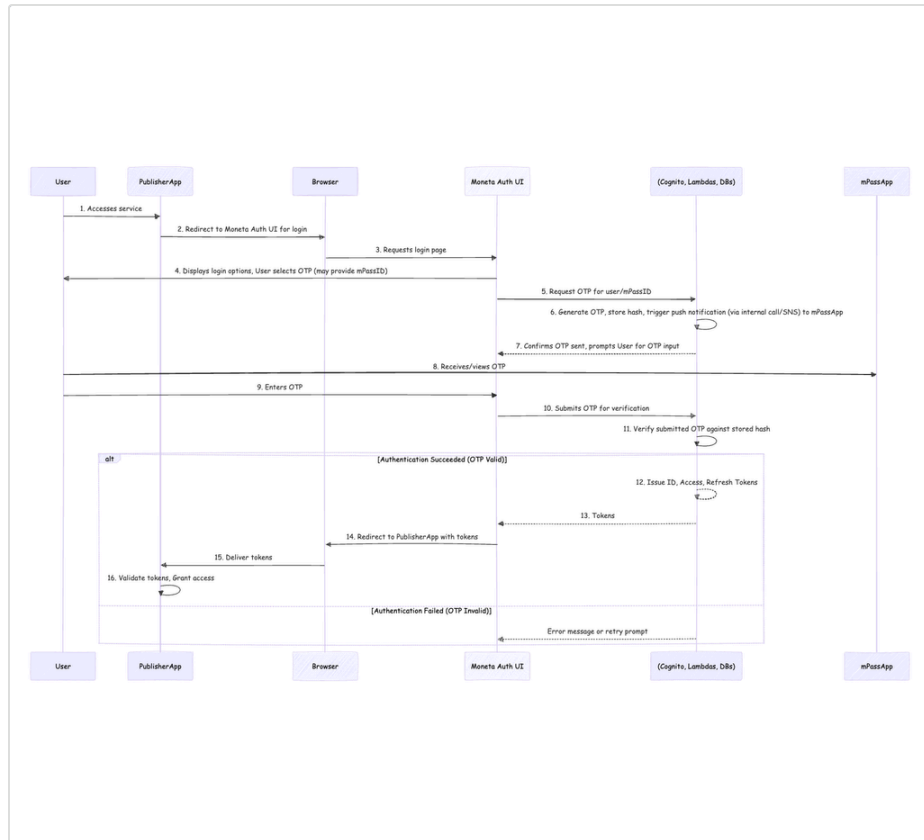 User
PublisherApp
Browser
Moneta Auth UI
(Cognito, Lambdas, DBs)
mPassApp
1. Accesses service
2. Redirect to Moneta Auth UI for login
3. Requests login page
4. Displays login options, User selects OTP (may provide mPassID)
5. Request OTP for user/mPassID
6. Generate OTP, store hash, trigger push notification (via internal call/SNS) to mPassApp
7. Confirms OTP sent, prompts User for OTP input
8. Receives/views OTP
9. Enters OTP
10. Submits OTP for verification
11. Verify submitted OTP against stored hash
alt
[Authentication Succeeded (OTP Valid)]
12. Issue ID, Access, Refresh Tokens
13. Tokens
14. Redirect to PublisherApp with tokens
15. Deliver tokens
16. Validate tokens, Grant access
[Authentication Failed (OTP Invalid)]
Error message or retry prompt
User
PublisherApp
Browser
Moneta Auth UI
(Cognito, Lambdas, DBs)
mPassApp